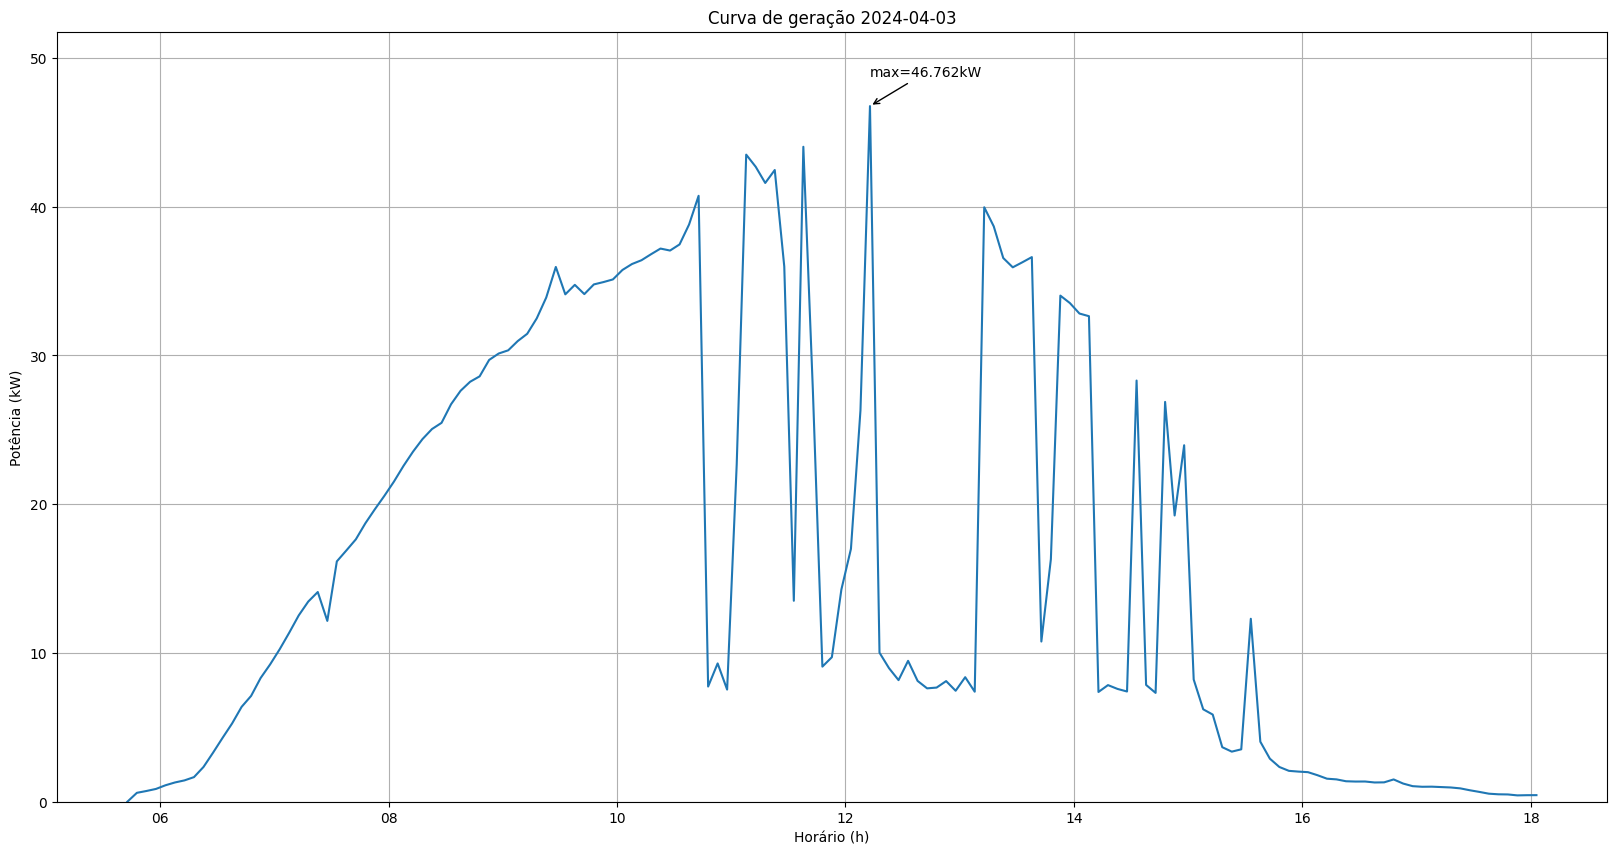 Curva de geração 2024-04-03
max=46.762kW
50
40
30
20
10
0
Potência (kW)
06 08 10 12 14 16 18
Horário (h)